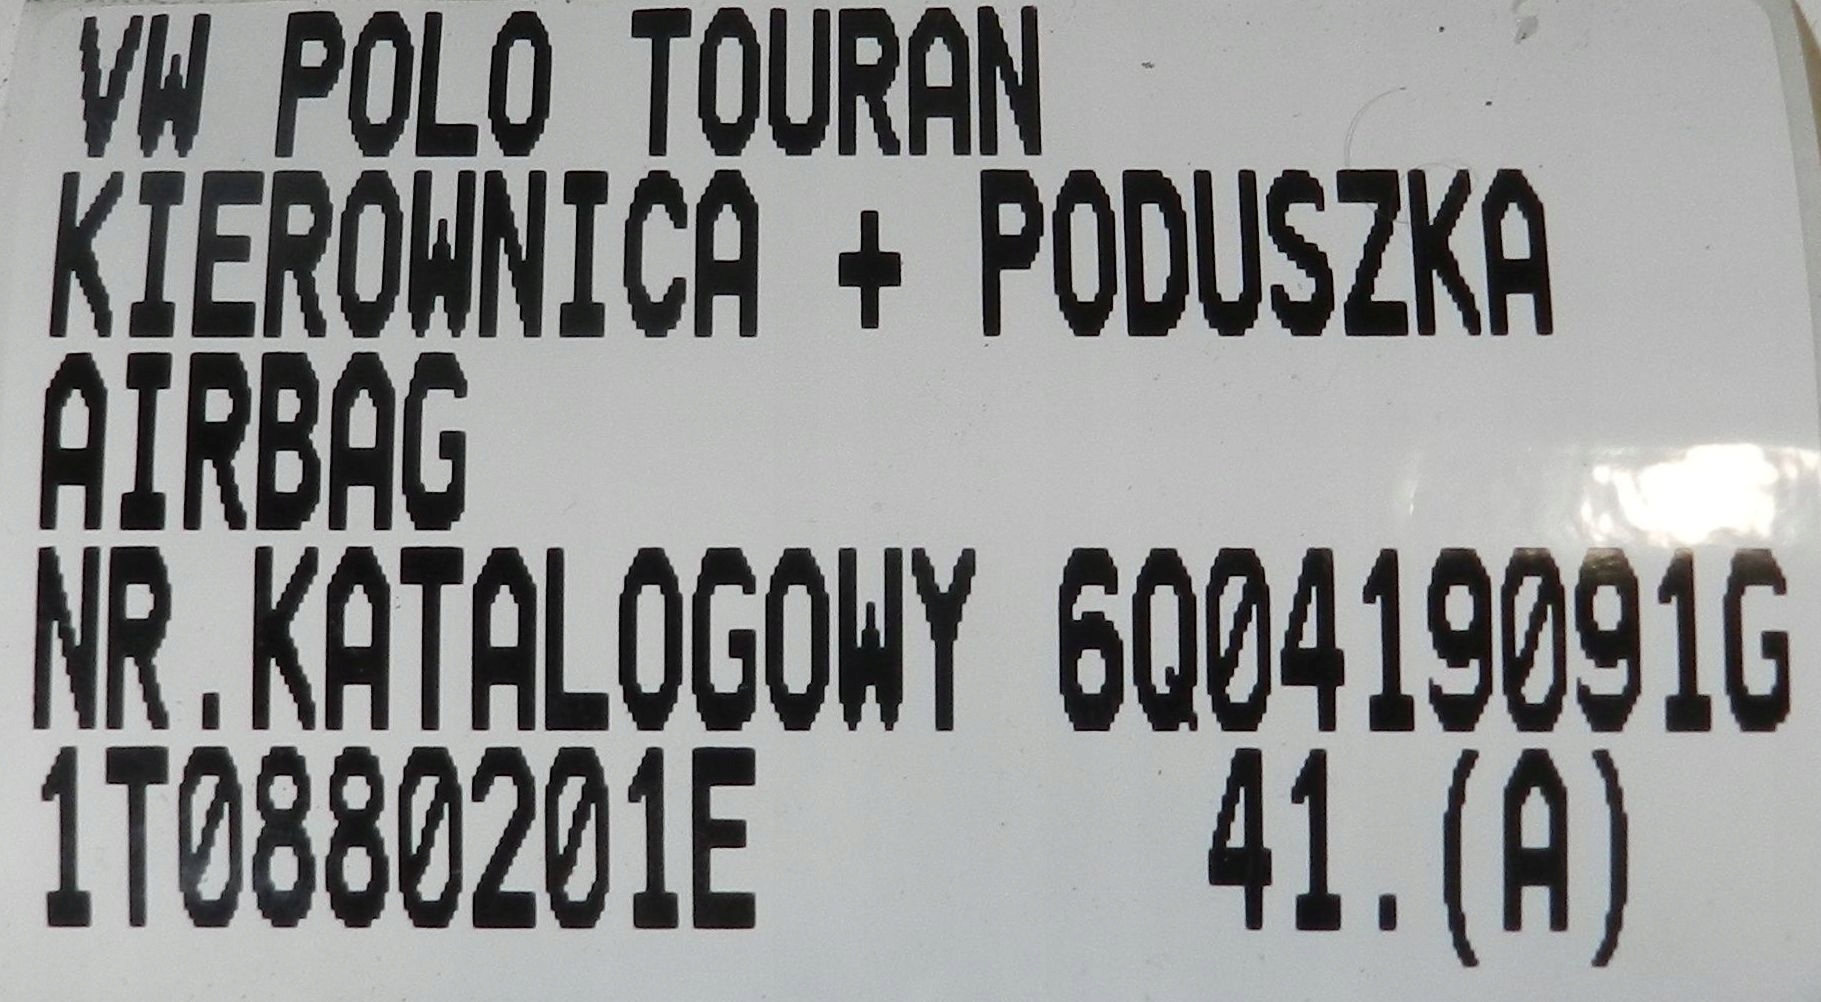 VW POLO TOURAN
KIEROWNICA + PODUSZKA
AIRBAG
NR.KATALOGOWY 6Q0419091G
1T0880201E 41.(A)